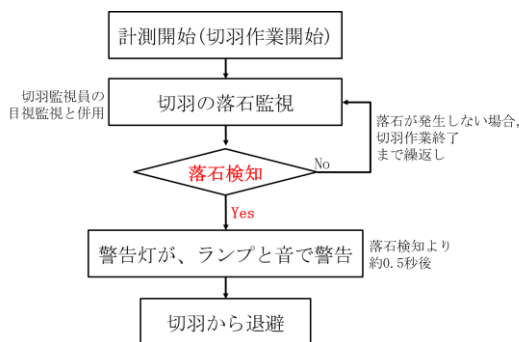 計測開始(切羽作業開始)
切羽監視員の
目視監視と併用
切羽の落石監視
落石が発生しない場合,
切羽作業終了
まで繰返し
落石検知
No
Yes
警告灯が、ランプと音で警告
落石検知より
約0.5秒後
切羽から退避